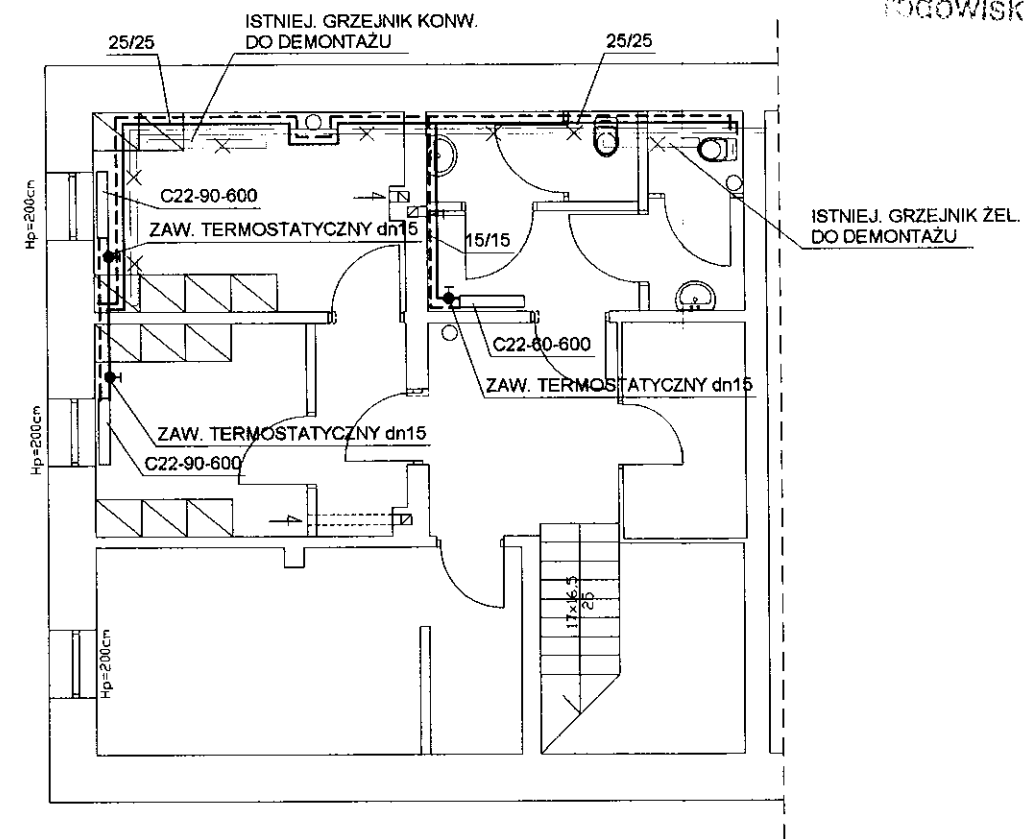 ISTNIEJ. GRZEJNIK KONW.
DO DEMONTAŻU
25/25
25/25
Hp=200cm
C22-90-600
ZAW. TERMOSTATYCZNY dn15
15/15
ISTNIEJ. GRZEJNIK ŻEL.
DO DEMONTAŻU
C22-60-600
ZAW. TERMOSTATYCZNY dn15
Hp=200cm
ZAW. TERMOSTATYCZNY dn15
C22-90-600
17x16,5
25
Hp=200cm